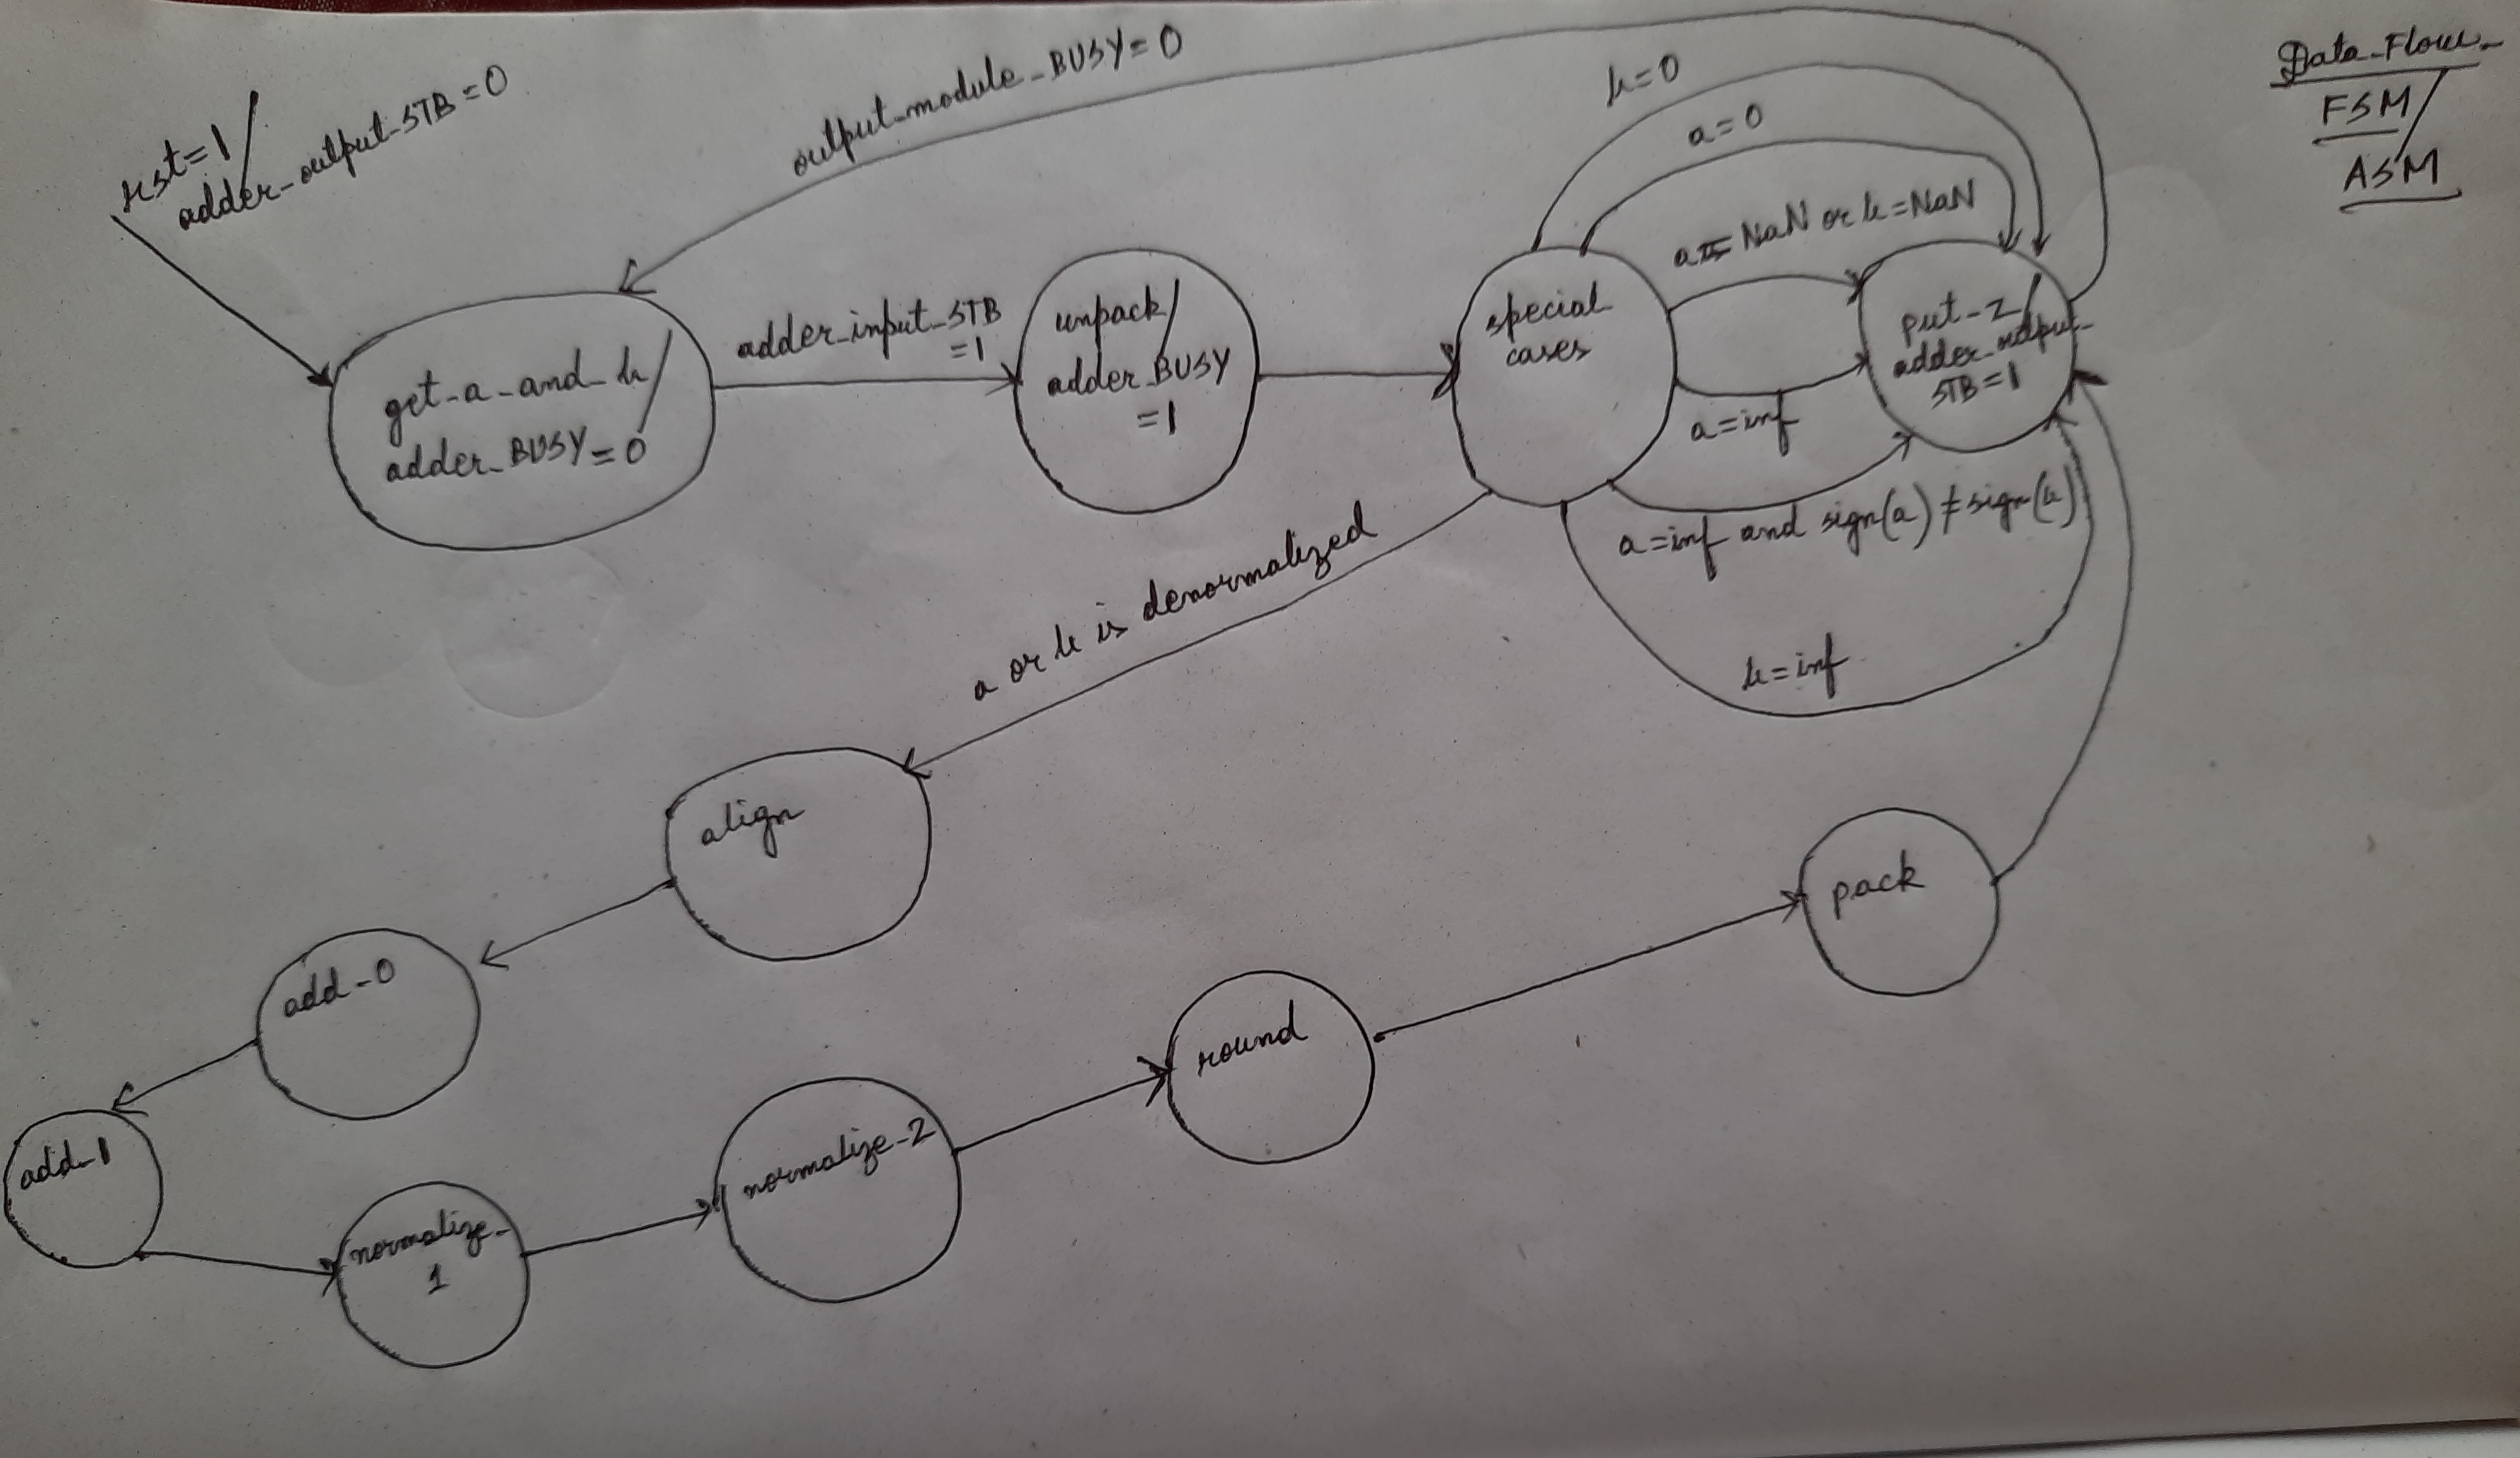 Data-Flow-
FSM/
ASM
rst=1/
adder-output-STB=0
output-module-BUSY=0
b=0
a=0
a= NaN or b=NaN
get-a-and-b/
adder-BUSY=0
adder-input-STB
=1
unpack/
adder-BUSY
=1
special
cases
put-z/
adder-output-
STB=1
a=inf
a=inf and sign(a)≠sign(b)
b=inf
a or b is denormalized
align
add-0
add-1
normalize-
1
normalize-2
round
pack